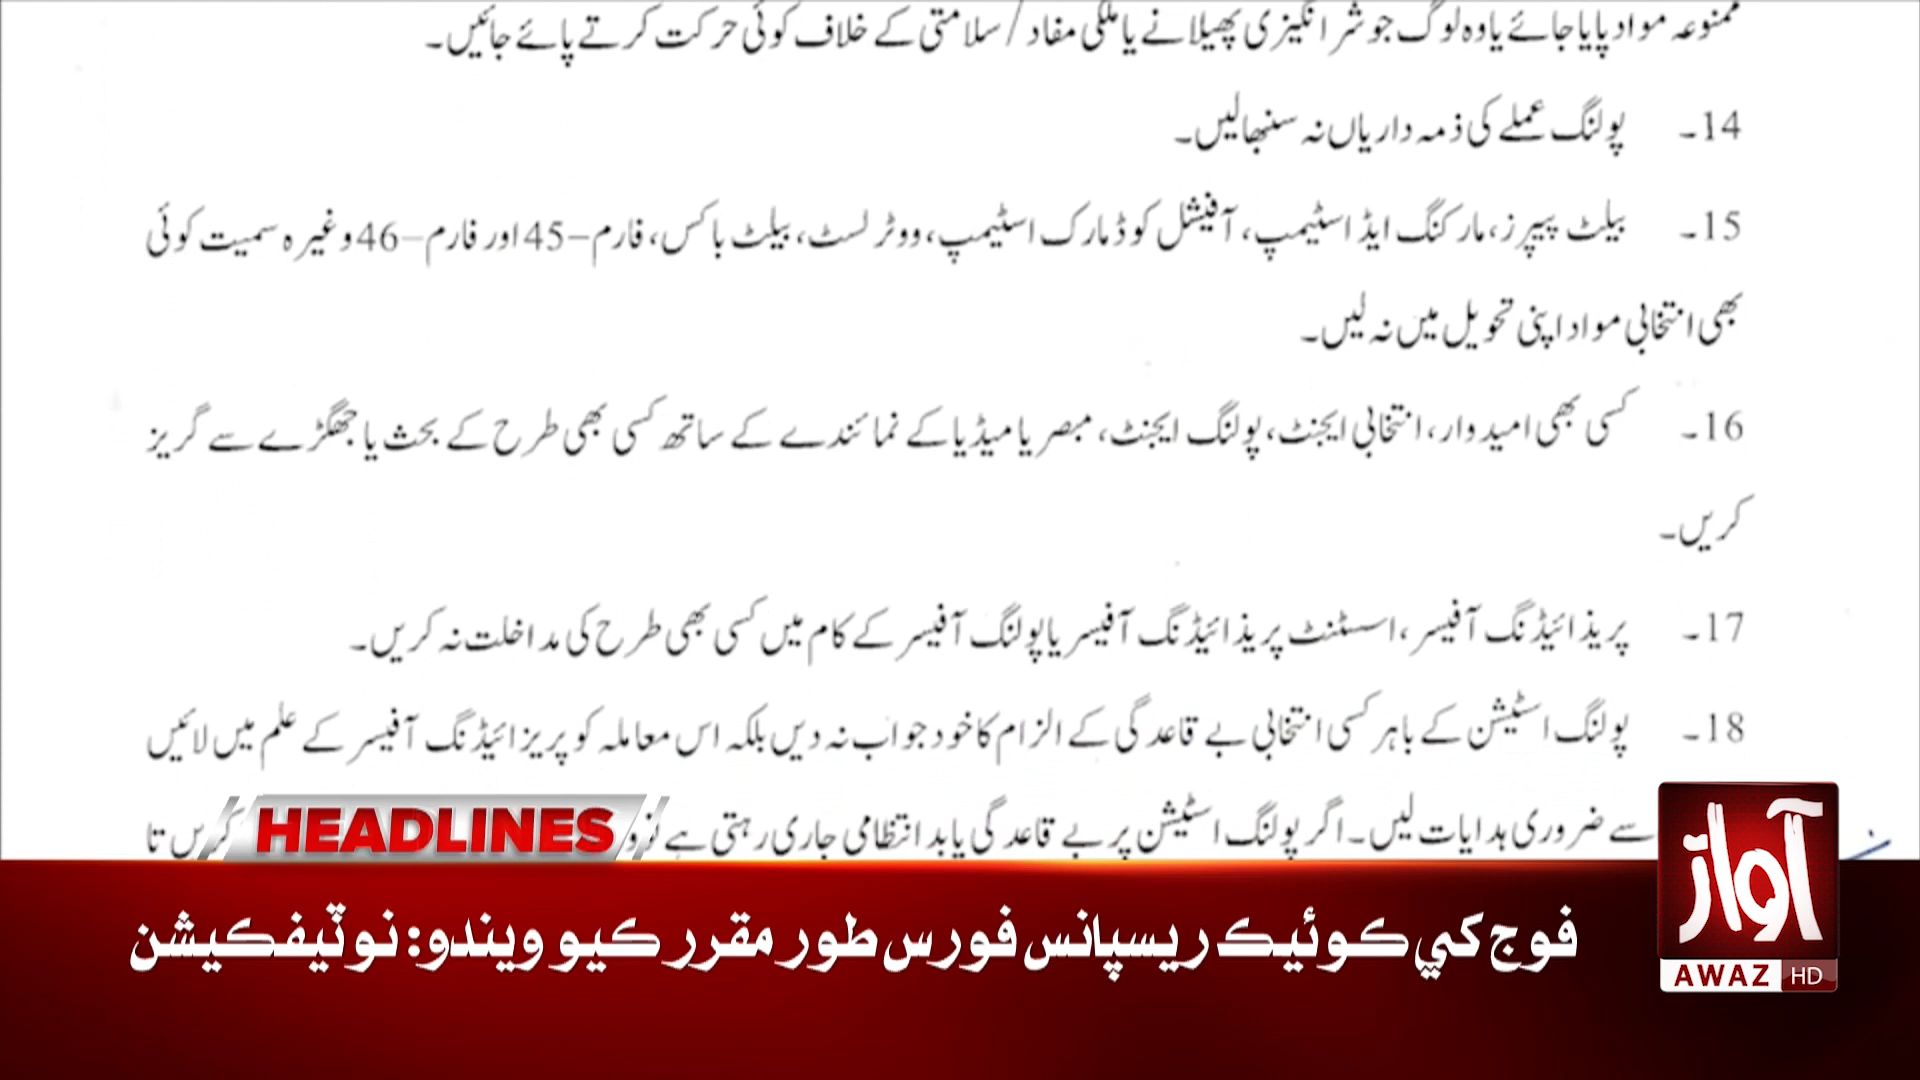 ممنوعہ مواد پایا جائے یا وہ لوگ جو شر انگیزی پھیلانے یا ملکی مفاد / سلامتی کے خلاف کوئی حرکت کرتے پائے جائیں۔
14۔ پولنگ عملے کی ذمہ داریاں نہ سنبھالیں۔
15۔ بیلٹ پیپرز، مارکنگ ایڈ اسٹیمپ، آفیشل کوڈ مارک اسٹیمپ، ووٹر لسٹ، بیلٹ باکس، فارم–45 اور فارم–46 وغیرہ سمیت کوئی
بھی انتخابی مواد اپنی تحویل میں نہ لیں۔
16۔ کسی بھی امیدوار، انتخابی ایجنٹ، پولنگ ایجنٹ، مبصر یا میڈیا کے نمائندے کے ساتھ کسی بھی طرح کے بحث یا جھگڑے سے گریز
کریں۔
17۔ پریذائیڈنگ آفیسر، اسسٹنٹ پریذائیڈنگ آفیسر یا پولنگ آفیسر کے کام میں کسی بھی طرح کی مداخلت نہ کریں۔
18۔ پولنگ اسٹیشن کے باہر کسی انتخابی بے قاعدگی کے الزام کا خود جواب نہ دیں بلکہ اس معاملہ کو پریزائیڈنگ آفیسر کے علم میں لائیں
سے ضروری ہدایات لیں۔ اگر پولنگ اسٹیشن پر بے قاعدگی یا بد انتظامی جاری رہتی ہے تو کریں تا
HEADLINES
فوج کي کوئيڪ ريسپانس فورس طور مقرر ڪيو ويندو: نوٽيفڪيشن
آواز
AWAZ HD